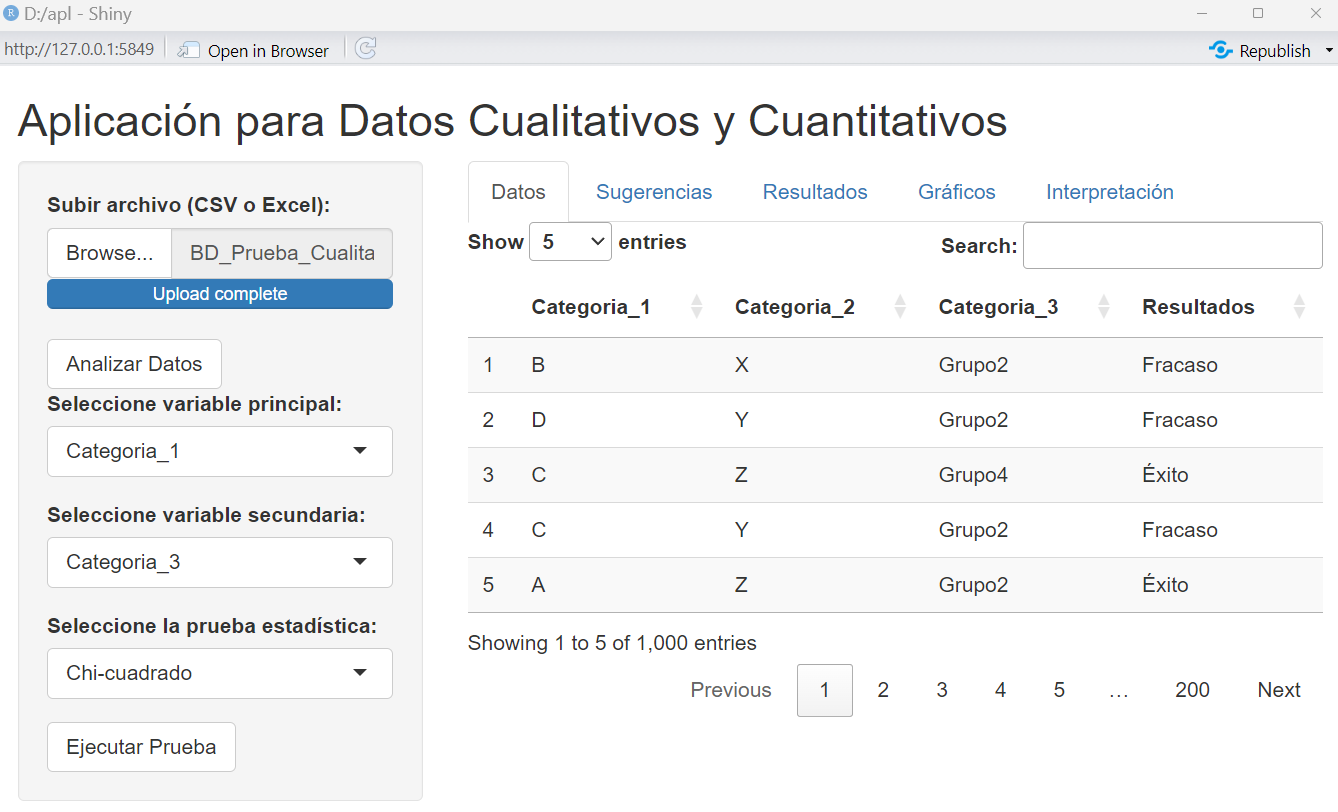 R D:/apl - Shiny
http://127.0.0.1:5849 Open in Browser Republish
Aplicación para Datos Cualitativos y Cuantitativos
Subir archivo (CSV o Excel):
Browse... BD_Prueba_Cualita
Upload complete
Analizar Datos
Seleccione variable principal:
Categoria_1
Seleccione variable secundaria:
Categoria_3
Seleccione la prueba estadística:
Chi-cuadrado
Ejecutar Prueba
Datos Sugerencias Resultados Gráficos Interpretación
Show 5 entries Search:
Categoria_1 Categoria_2 Categoria_3 Resultados
1 B X Grupo2 Fracaso
2 D Y Grupo2 Fracaso
3 C Z Grupo4 Éxito
4 C Y Grupo2 Fracaso
5 A Z Grupo2 Éxito
Showing 1 to 5 of 1,000 entries
Previous 1 2 3 4 5 … 200 Next